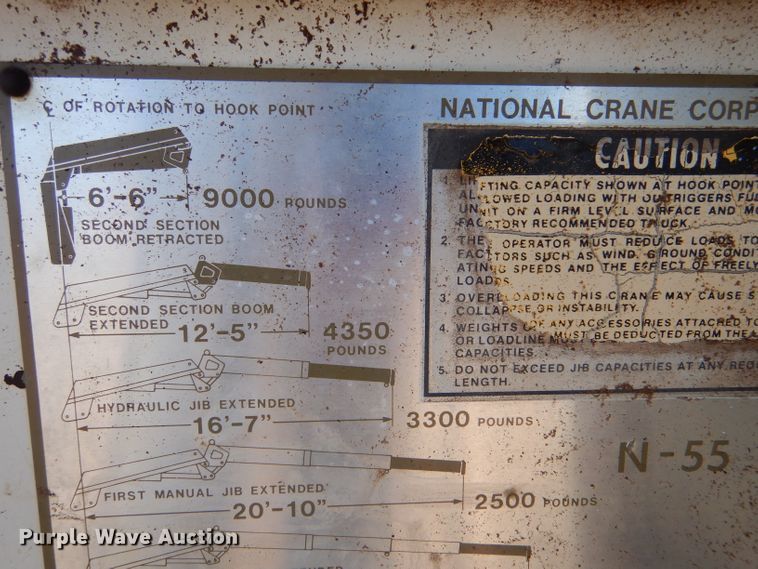 ℄ OF ROTATION TO HOOK POINT
6'-6" 9000 POUNDS
SECOND SECTION
BOOM RETRACTED
SECOND SECTION BOOM
EXTENDED 12'-5" 4350
POUNDS
HYDRAULIC JIB EXTENDED
16'-7" 3300 POUNDS
FIRST MANUAL JIB EXTENDED
20'-10" 2500 POUNDS
NATIONAL CRANE CORP
CAUTION
1. FTING CAPACITY SHOWN AT HOOK POINT
LOWED LOADING WITH OUTRIGGERS FUL
UNIT ON A FIRM LEVEL SURFACE AND MO
FACTORY RECOMMENDED TRUCK.
2. THE OPERATOR MUST REDUCE LOADS TO
FACTORS SUCH AS WIND, GROUND CONDI
ATING SPEEDS AND THE EFFECT OF FREELY
LOADS.
3. OVERLOADING THIS CRANE MAY CAUSE S
COLLAPSE OR INSTABILITY.
4. WEIGHTS OF ANY ACCESSORIES ATTACHED TO
OR LOADLINE MUST BE DEDUCTED FROM THE
CAPACITIES.
5. DO NOT EXCEED JIB CAPACITIES AT ANY RED
LENGTH.
N-55
Purple Wave Auction